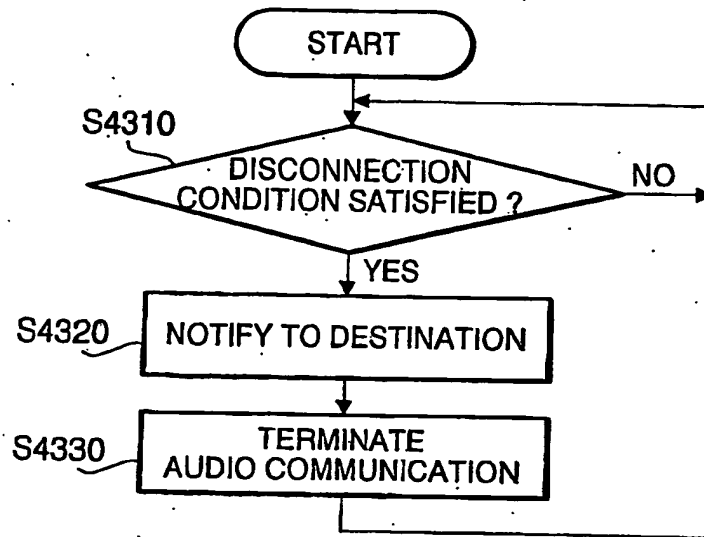 START
S4310
DISCONNECTION
CONDITION SATISFIED ?
NO
YES
S4320
NOTIFY TO DESTINATION
S4330
TERMINATE
AUDIO COMMUNICATION